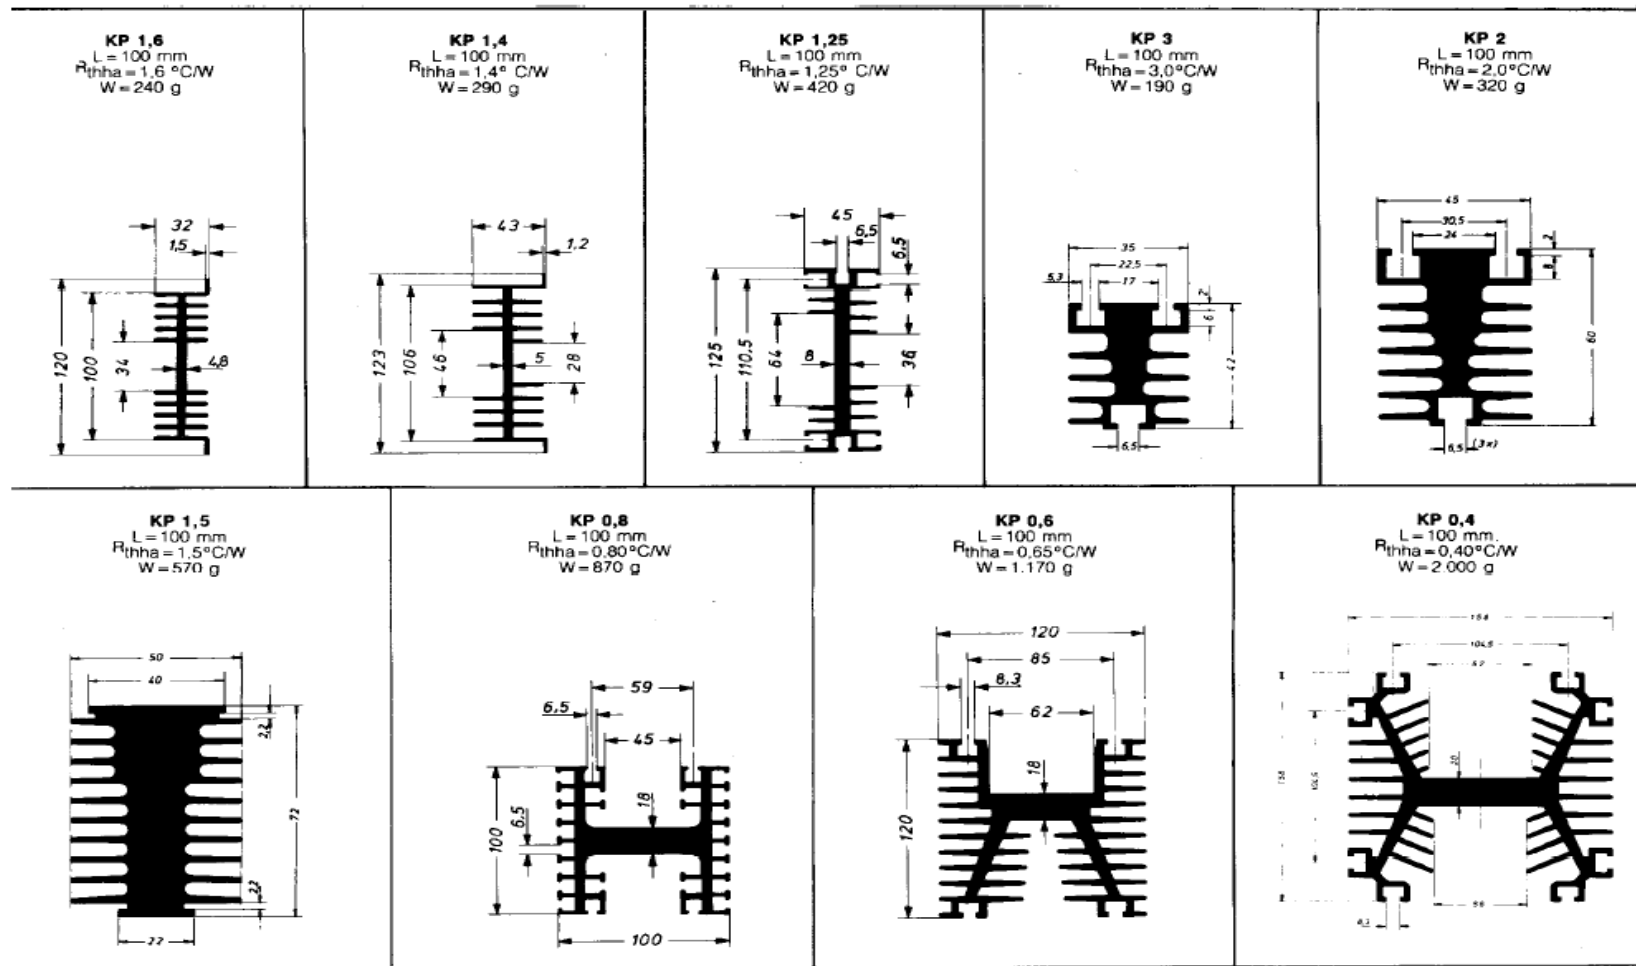 KP 1,6
L = 100 mm
Rthha = 1,6 °C/W
W = 240 g
32
1,5
120
100
34
4,8
KP 1,4
L = 100 mm
Rthha = 1,4° C/W
W = 290 g
43
1,2
123
106
46
5
28
KP 1,25
L = 100 mm
Rthha = 1,25° C/W
W = 420 g
45
6,5
6,5
125
110.5
64
8
36
KP 3
L = 100 mm
Rthha = 3,0°C/W
W = 190 g
35
22,5
5,3
17
2
6
42
6,5
KP 2
L = 100 mm
Rthha = 2,0°C/W
W = 320 g
45
30,5
24
2
8
60
6,5 (3x)
KP 1,5
L = 100 mm
Rthha = 1,5°C/W
W = 570 g
50
40
2,2
72
2,2
22
KP 0,8
L = 100 mm
Rthha = 0,80°C/W
W = 870 g
59
6,5
45
100
6,5
18
100
KP 0,6
L = 100 mm
Rthha = 0,65°C/W
W = 1.170 g
120
85
8,3
62
18
120
KP 0,4
L = 100 mm.
Rthha = 0,40°C/W
W = 2.000 g
104,5
20
104,5